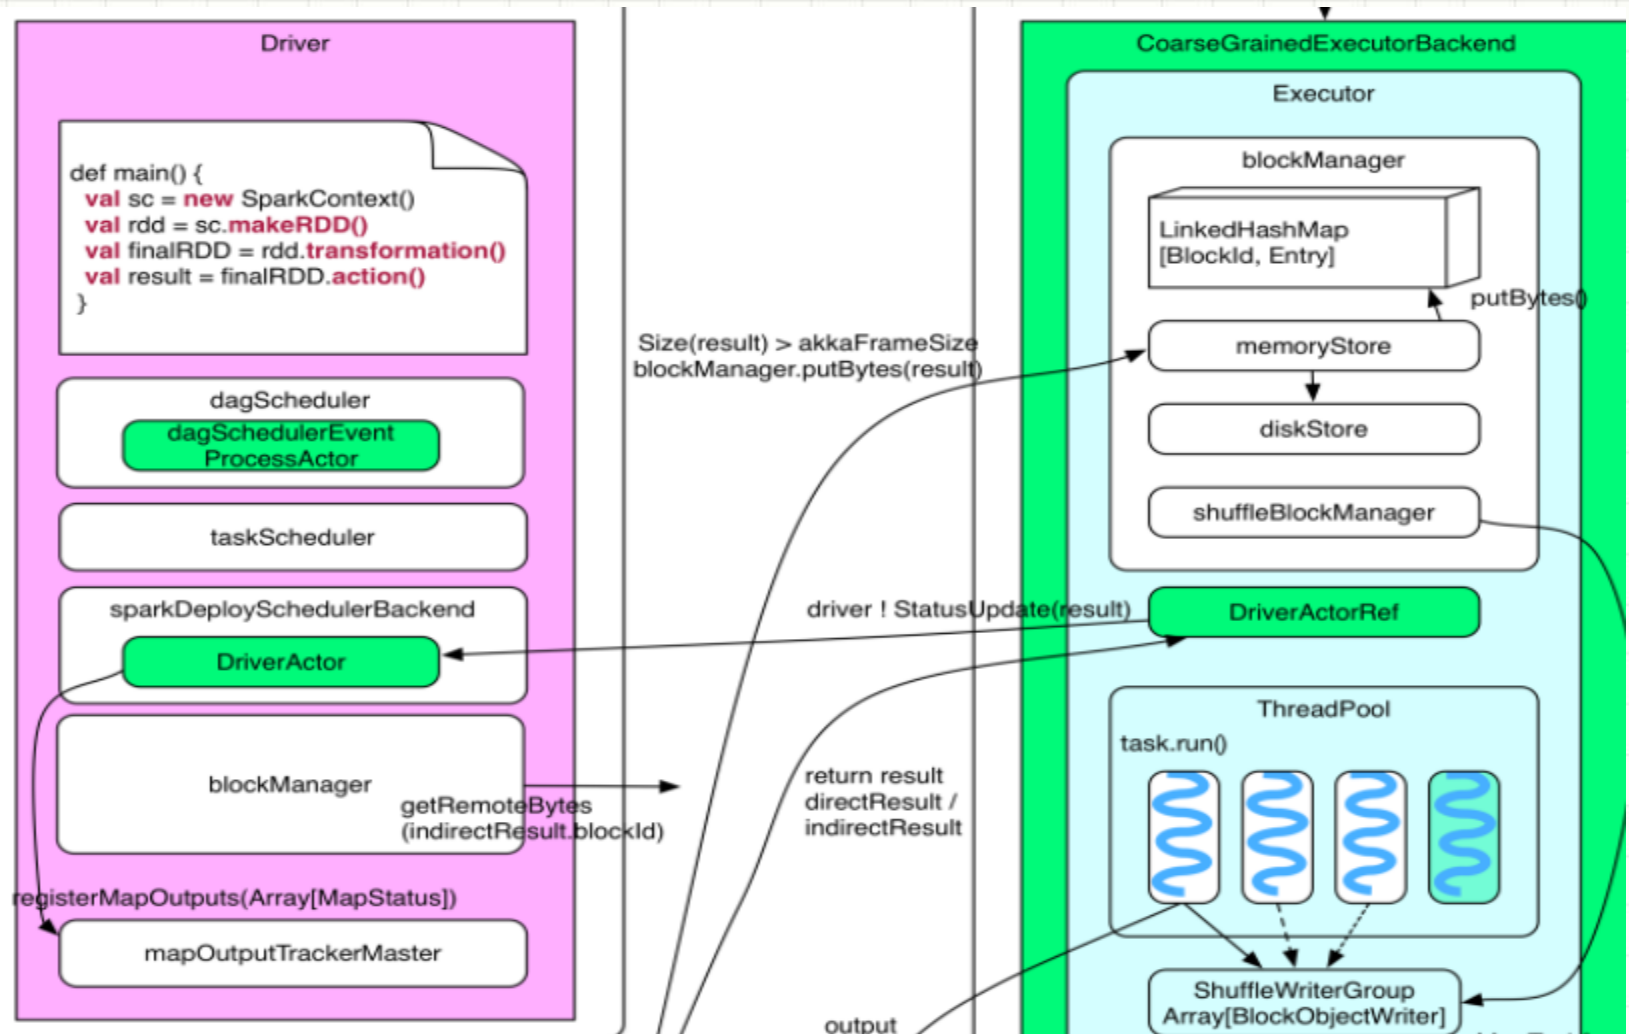 Driver
def main() {
val sc = new SparkContext()
val rdd = sc.makeRDD()
val finalRDD = rdd.transformation()
val result = finalRDD.action()
}
dagScheduler
dagSchedulerEvent
ProcessActor
taskScheduler
sparkDeploySchedulerBackend
DriverActor
blockManager
getRemoteBytes
(indirectResult.blockId)
registerMapOutputs(Array[MapStatus])
mapOutputTrackerMaster
Size(result) > akkaFrameSize
blockManager.putBytes(result)
driver ! StatusUpdate(result)
return result
directResult /
indirectResult
output
CoarseGrainedExecutorBackend
Executor
blockManager
LinkedHashMap
[BlockId, Entry]
putBytes()
memoryStore
diskStore
shuffleBlockManager
DriverActorRef
ThreadPool
task.run()
ShuffleWriterGroup
Array[BlockObjectWriter]